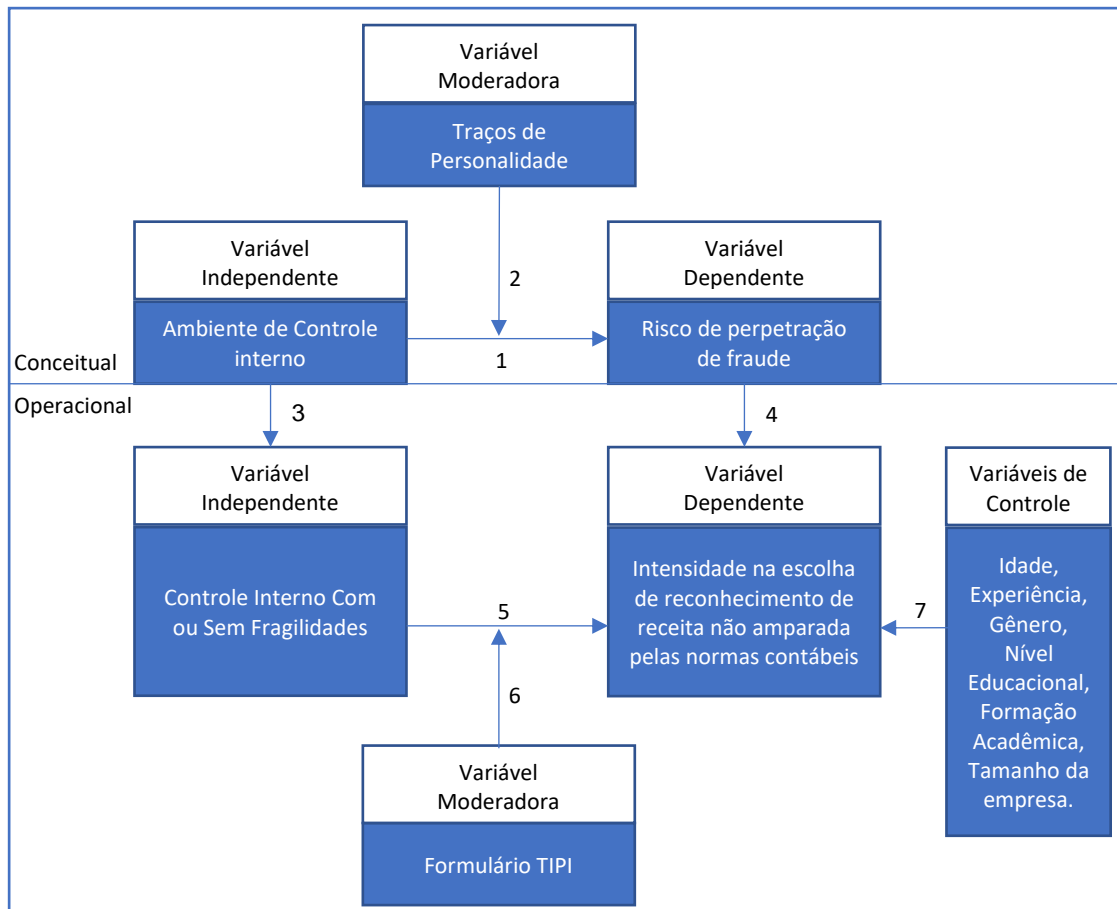 Variável
Moderadora
Traços de
Personalidade
Variável
Independente
Ambiente de Controle
interno
2
1
Variável
Dependente
Risco de perpetração
de fraude
Conceitual
Operacional
3
4
Variável
Independente
Controle Interno Com
ou Sem Fragilidades
5
6
Variável
Dependente
Intensidade na escolha
de reconhecimento de
receita não amparada
pelas normas contábeis
7
Variáveis de
Controle
Idade,
Experiência,
Gênero,
Nível
Educacional,
Formação
Acadêmica,
Tamanho da
empresa.
Variável
Moderadora
Formulário TIPI